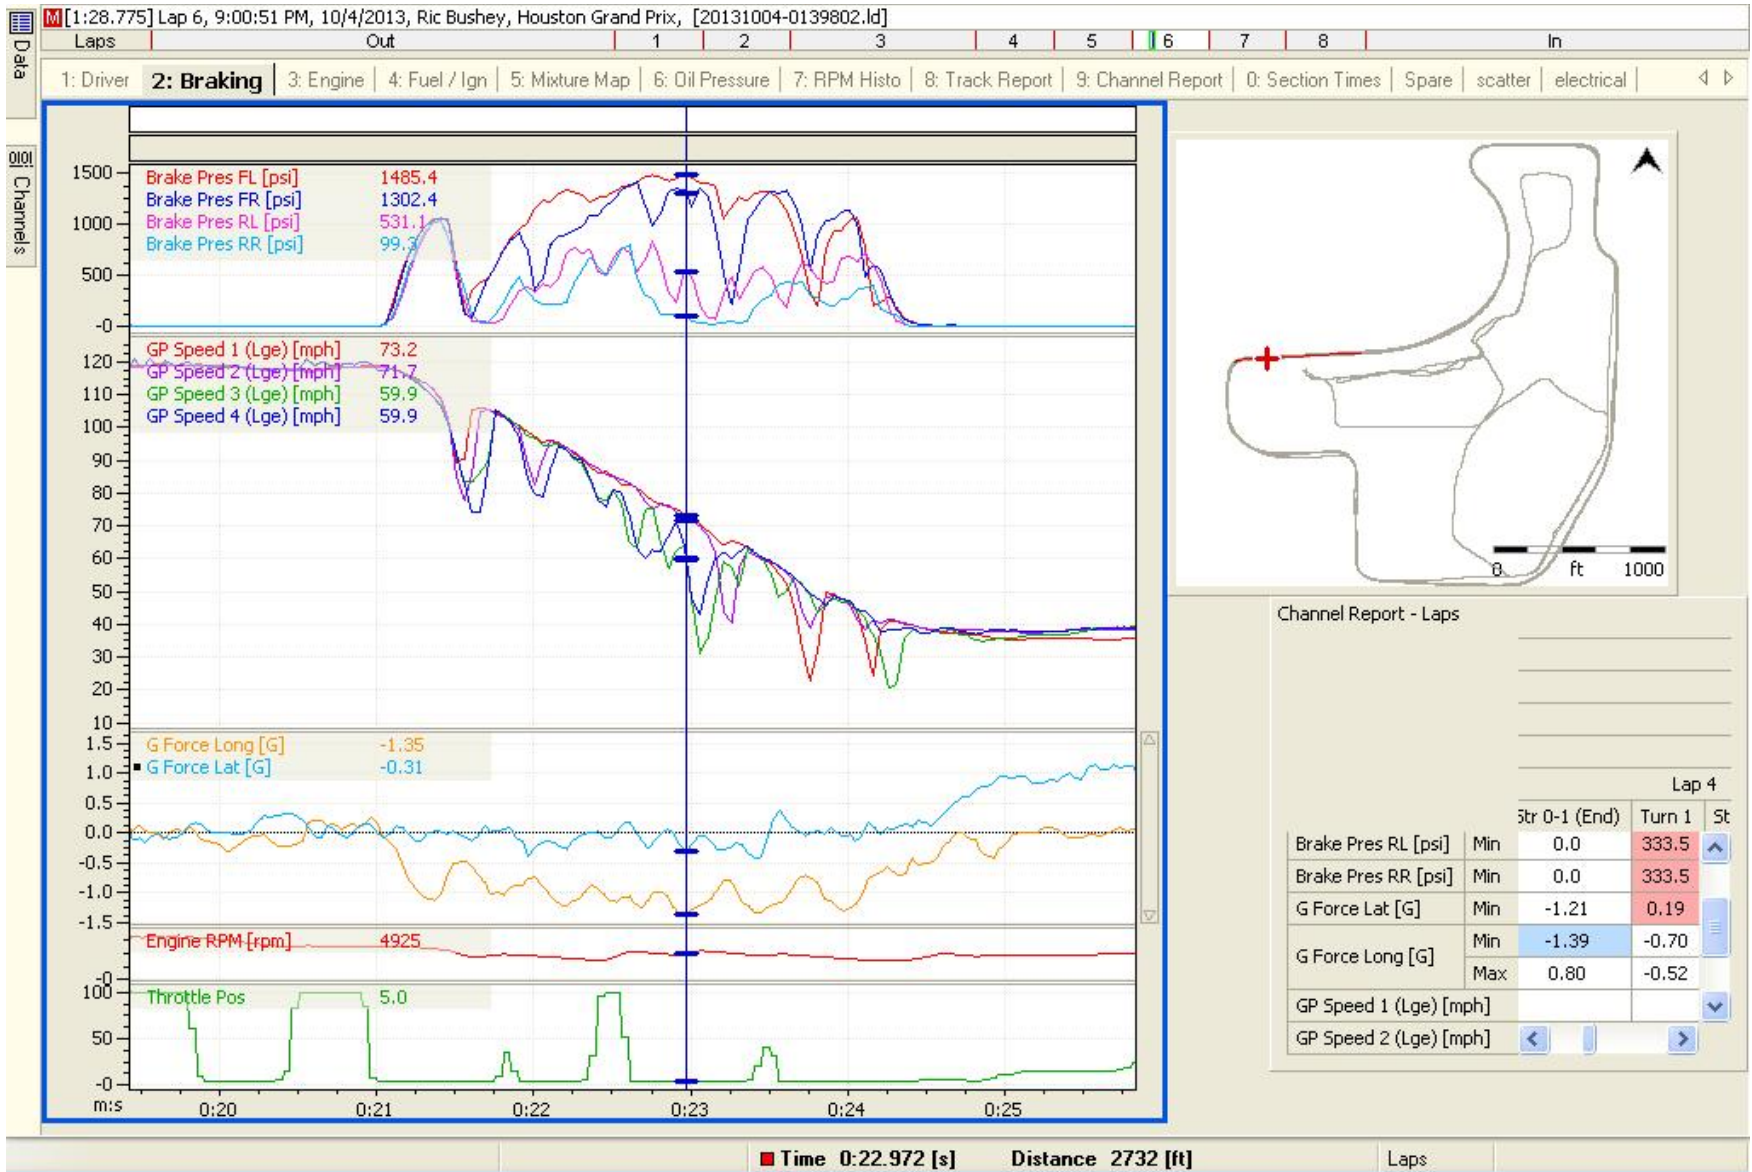 M [1:28.775] Lap 6, 9:00:51 PM, 10/4/2013, Ric Bushey, Houston Grand Prix, [20131004-0139802.ld]
Laps Out 1 2 3 4 5 6 7 8 In
Data
Channels
1: Driver 2: Braking 3: Engine 4: Fuel / Ign 5: Mixture Map 6: Oil Pressure 7: RPM Histo 8: Track Report 9: Channel Report 0: Section Times Spare scatter electrical
1500
1000
500
-0
Brake Pres FL [psi] 1485.4
Brake Pres FR [psi] 1302.4
Brake Pres RL [psi] 531.1
Brake Pres RR [psi] 99.3
120
110
100
90
80
70
60
50
40
30
20
10
GP Speed 1 (Lge) [mph] 73.2
GP Speed 2 (Lge) [mph] 71.7
GP Speed 3 (Lge) [mph] 59.9
GP Speed 4 (Lge) [mph] 59.9
1.5
1.0
0.5
0.0
-0.5
-1.0
-1.5
G Force Long [G] -1.35
G Force Lat [G] -0.31
Engine RPM [rpm] 4925
-0
100
50
-0
Throttle Pos 5.0
m:s 0:20 0:21 0:22 0:23 0:24 0:25
0 ft 1000
Channel Report - Laps
Lap 4
Str 0-1 (End) Turn 1 St
Brake Pres RL [psi] Min 0.0 333.5
Brake Pres RR [psi] Min 0.0 333.5
G Force Lat [G] Min -1.21 0.19
G Force Long [G] Min -1.39 -0.70
Max 0.80 -0.52
GP Speed 1 (Lge) [mph]
GP Speed 2 (Lge) [mph]
Time 0:22.972 [s] Distance 2732 [ft] Laps